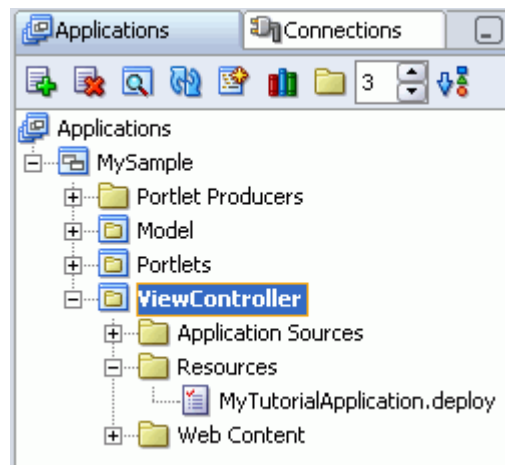 Applications Connections
3
Applications
MySample
Portlet Producers
Model
Portlets
ViewController
Application Sources
Resources
MyTutorialApplication.deploy
Web Content